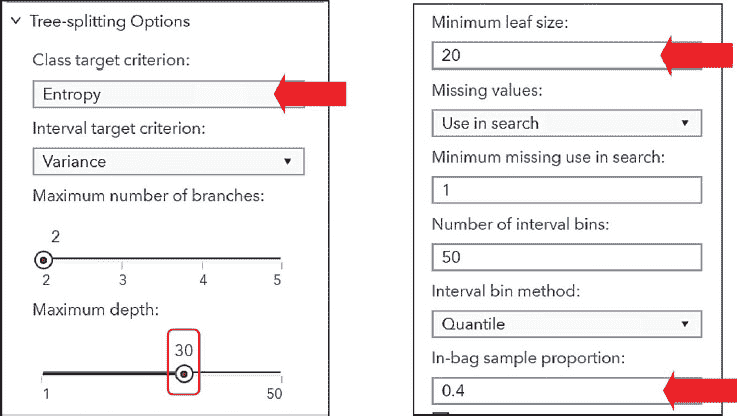 Tree-splitting Options
Class target criterion:
Entropy
Interval target criterion:
Variance
Maximum number of branches:
2
2 3 4 5
Maximum depth:
30
1 50
Minimum leaf size:
20
Missing values:
Use in search
Minimum missing use in search:
1
Number of interval bins:
50
Interval bin method:
Quantile
In-bag sample proportion:
0.4